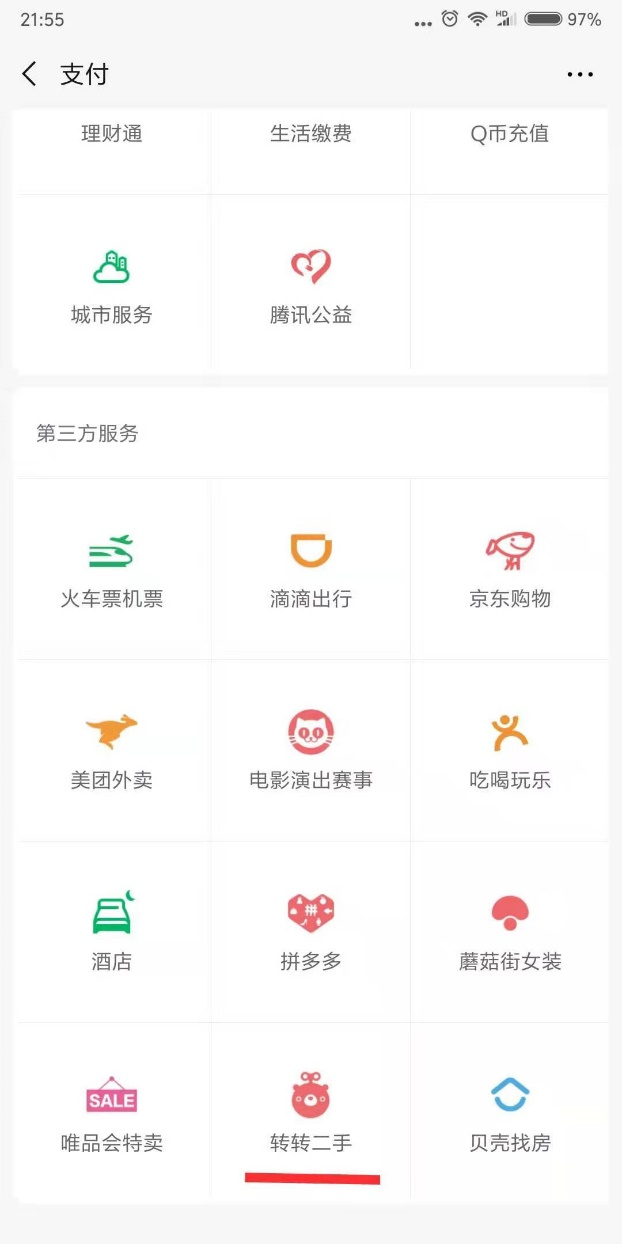 21:55
HD
97%
支付
理财通 生活缴费 Q币充值
城市服务 腾讯公益
第三方服务
火车票机票 滴滴出行 京东购物
美团外卖 电影演出赛事 吃喝玩乐
拼
酒店 拼多多 蘑菇街女装
SALE
唯品会特卖 转转二手 贝壳找房